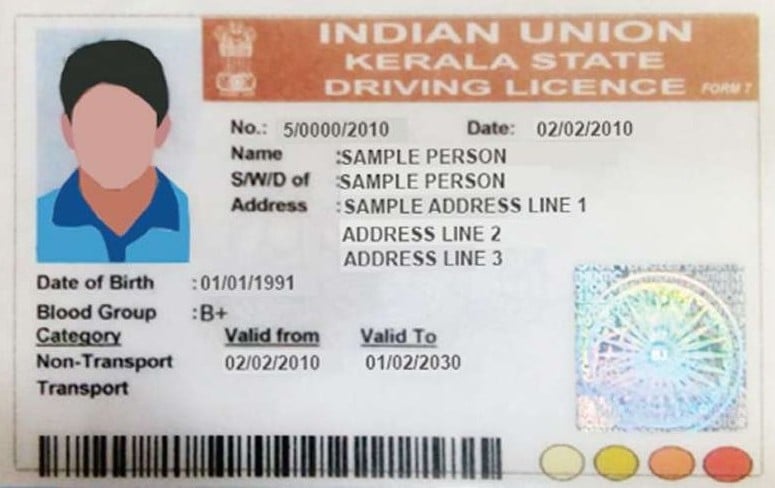 INDIAN UNION
KERALA STATE
DRIVING LICENCE FORM 7
No.: 5/0000/2010 Date: 02/02/2010
Name :SAMPLE PERSON
S/W/D of :SAMPLE PERSON
Address :SAMPLE ADDRESS LINE 1
ADDRESS LINE 2
ADDRESS LINE 3
Date of Birth :01/01/1991
Blood Group :B+
Category Valid from Valid To
Non-Transport 02/02/2010 01/02/2030
Transport